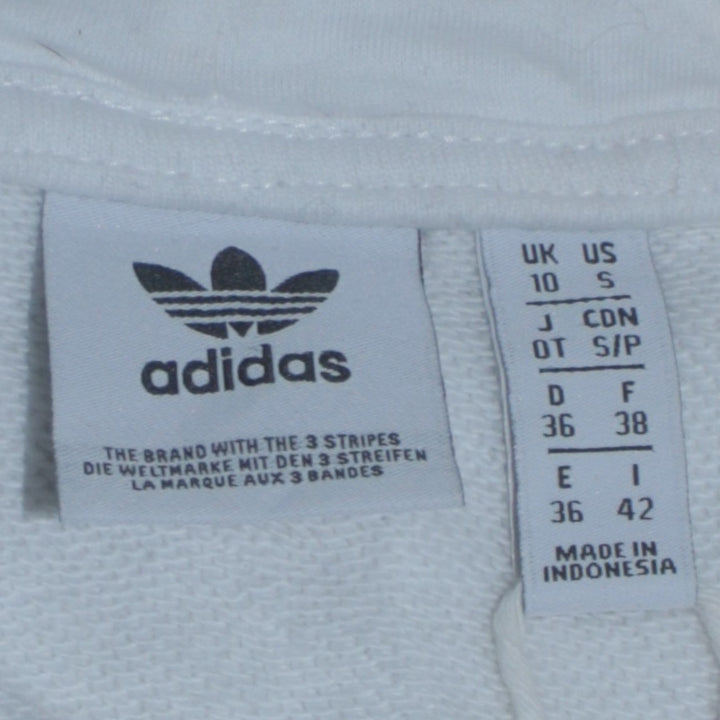 adidas
THE BRAND WITH THE 3 STRIPES
DIE WELTMARKE MIT DEN 3 STREIFEN
LA MARQUE AUX 3 BANDES
UK US
10 S
J CDN
OT S/P
D F
36 38
E I
36 42
MADE IN
INDONESIA